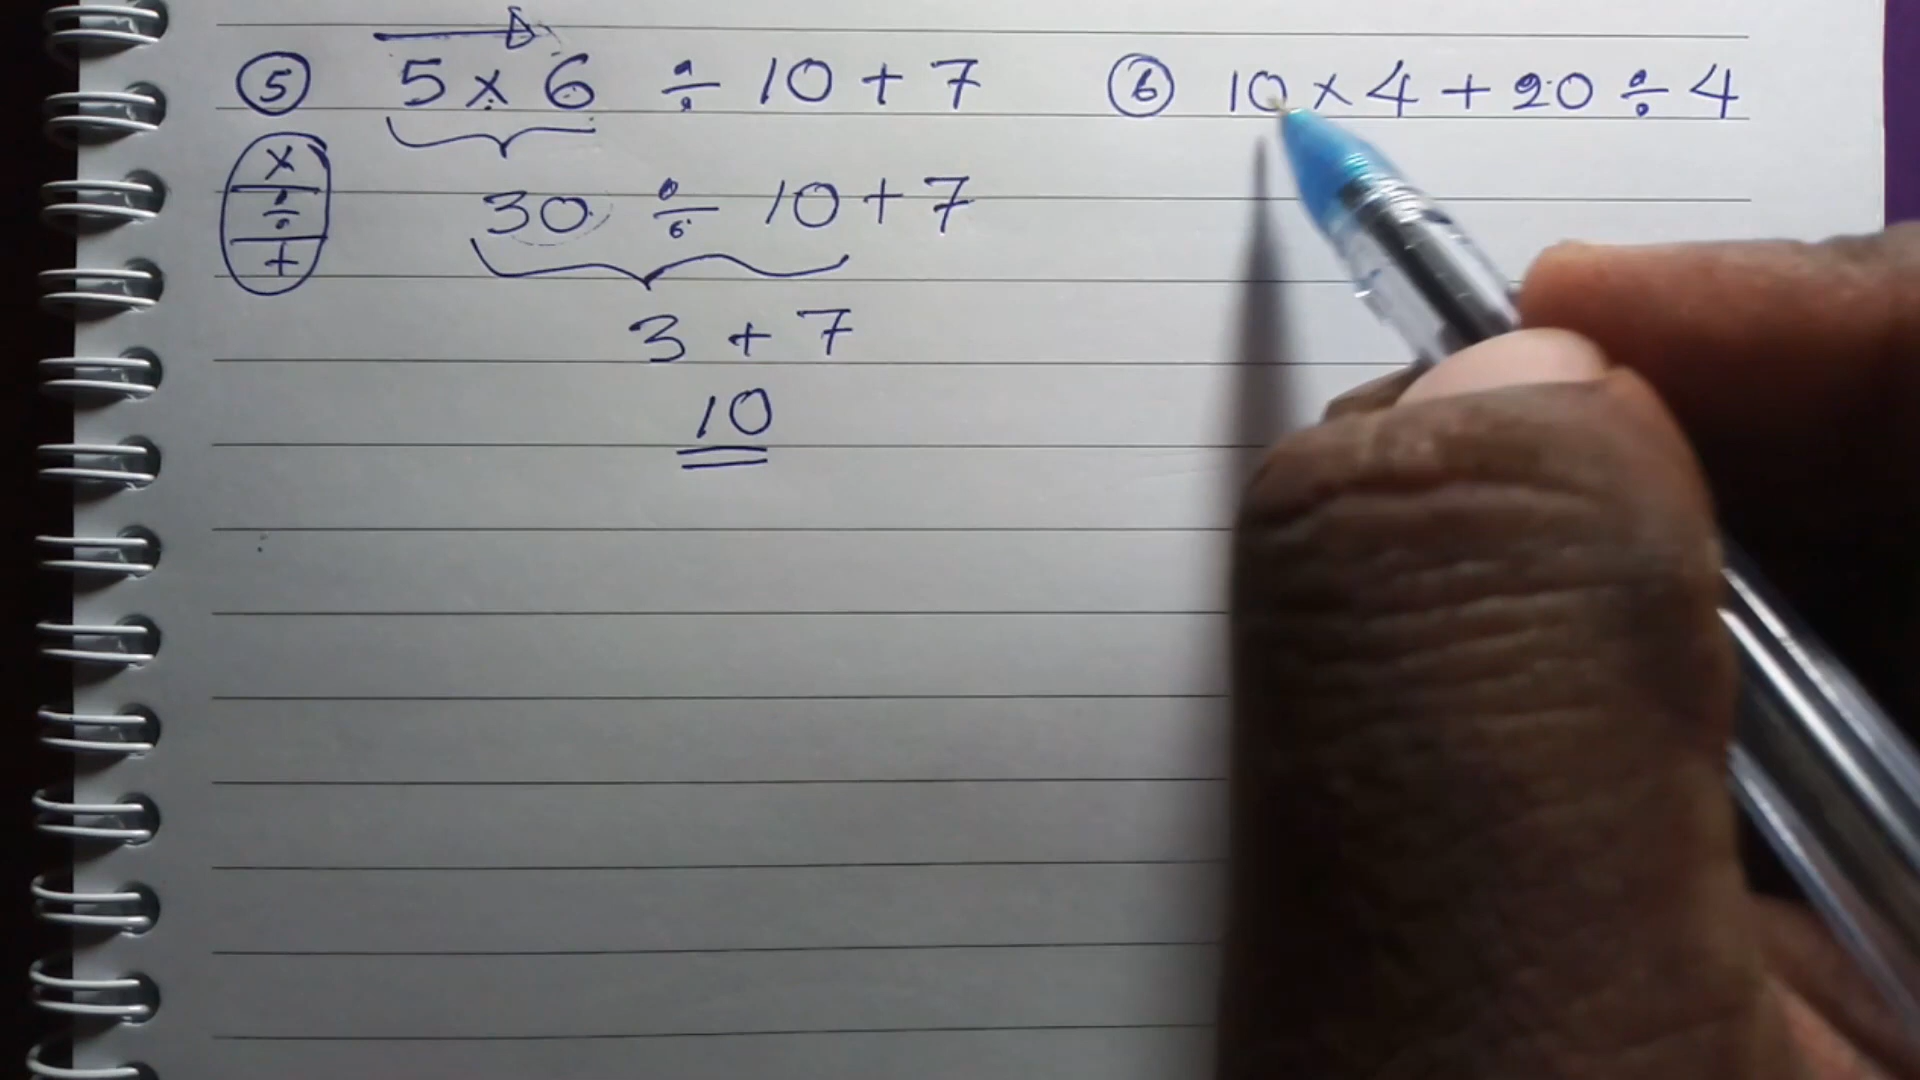 ⑤ 5 × 6 ÷ 10 + 7
×
÷
+
30 ÷ 10 + 7
3 + 7
10
⑥ 10 × 4 + 20 ÷ 4